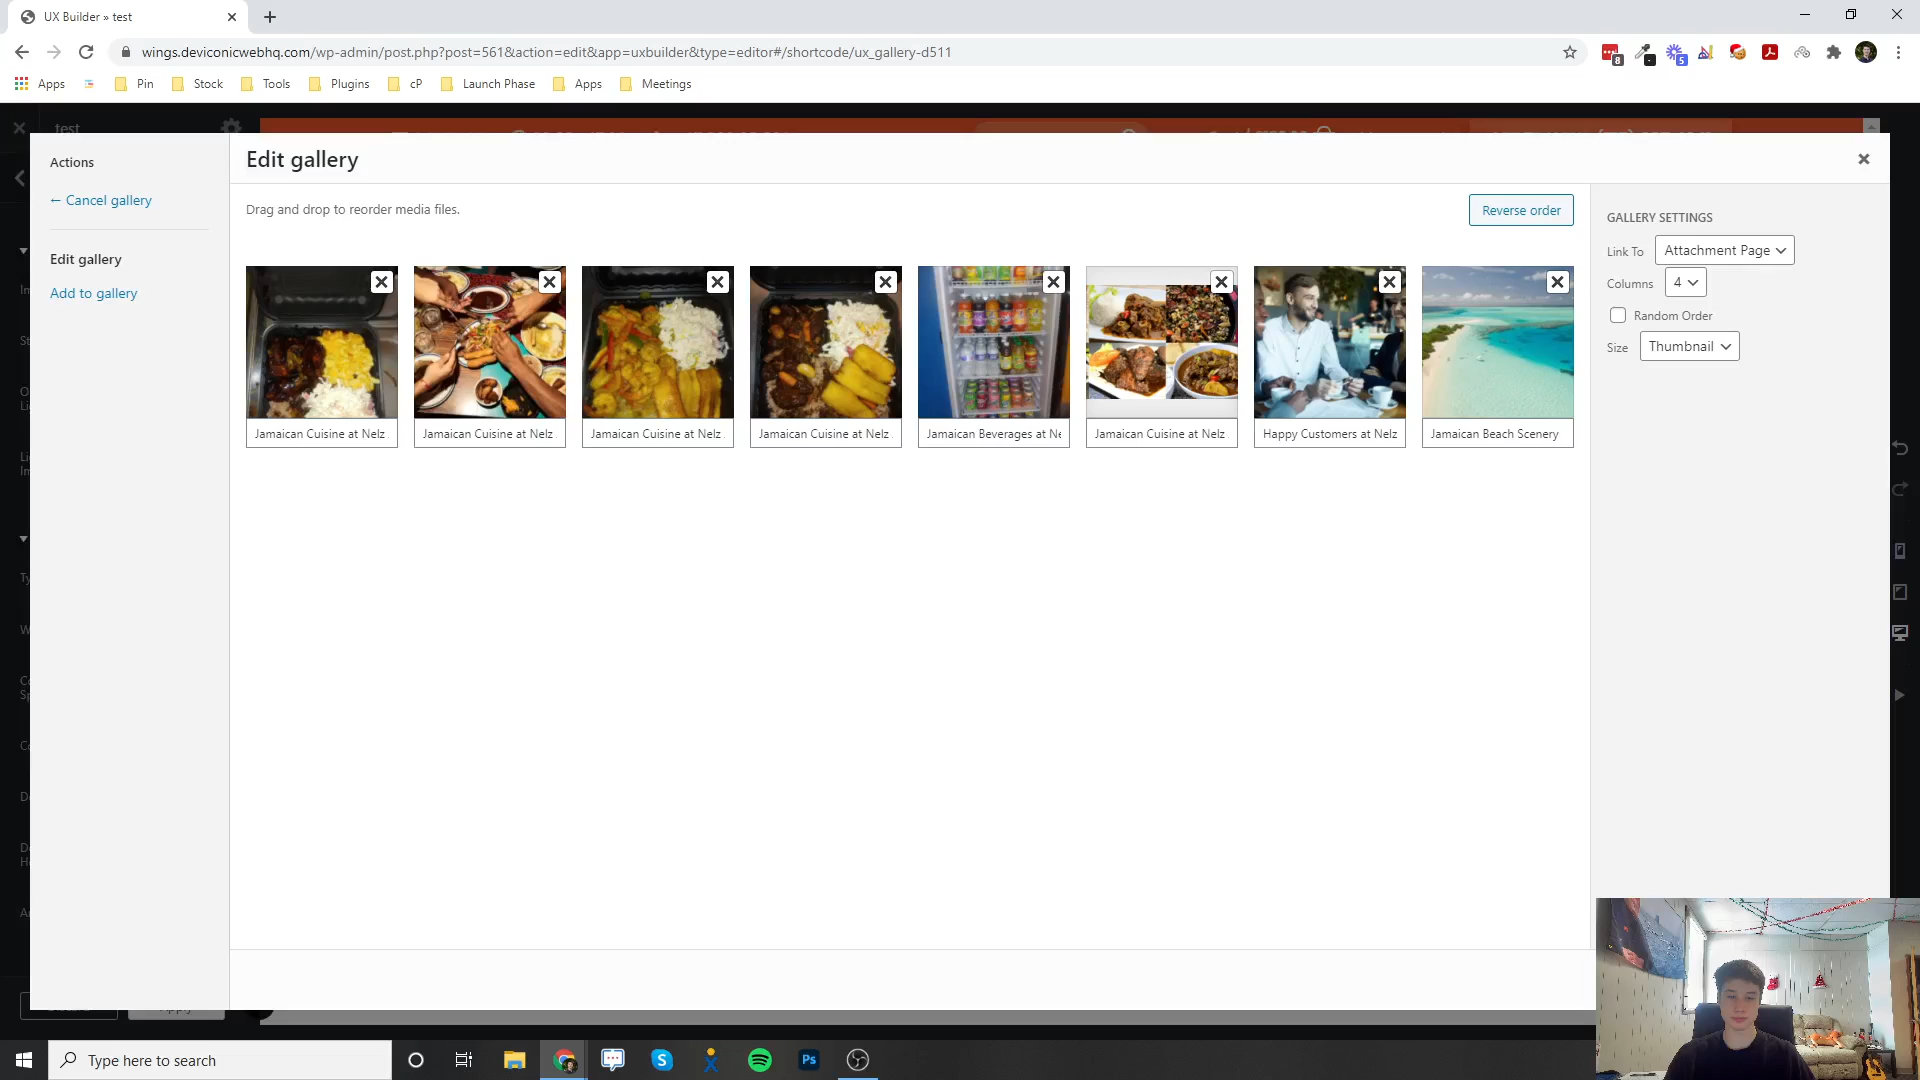 UX Builder » test
wings.deviconicwebhq.com/wp-admin/post.php?post=561&action=edit&app=uxbuilder&type=editor#/shortcode/ux_gallery-d511
8
5
Apps
Pin
Stock
Tools
Plugins
cP
Launch Phase
Apps
Meetings
test
Actions
← Cancel gallery
Edit gallery
Add to gallery
Edit gallery
Drag and drop to reorder media files.
Reverse order
Jamaican Cuisine at Nelz
Jamaican Cuisine at Nelz
Jamaican Cuisine at Nelz
Jamaican Cuisine at Nelz
Jamaican Beverages at Ne
Jamaican Cuisine at Nelz
Happy Customers at Nelz
Jamaican Beach Scenery
GALLERY SETTINGS
Link To
Attachment Page
Columns
4
Random Order
Size
Thumbnail
Apply
Type here to search
S
Ps